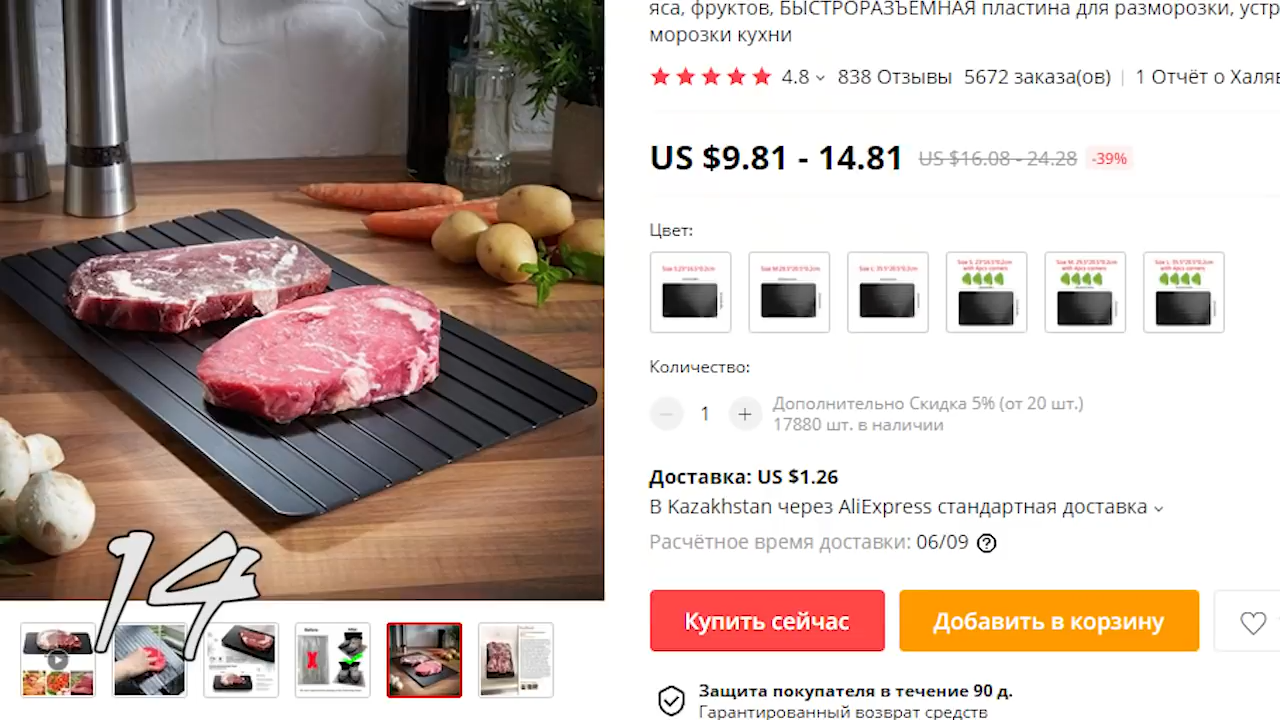 яса, фруктов, БЫСТРОРАЗЪЕМНАЯ пластина для разморозки, устр
морозки кухни
4.8 838 Отзывы 5672 заказа(ов) | 1 Отчёт о Халяв
US $9.81 - 14.81 US $16.08 - 24.28 -39%
Цвет:
Количество:
1
Дополнительно Скидка 5% (от 20 шт.)
17880 шт. в наличии
Доставка: US $1.26
В Kazakhstan через AliExpress стандартная доставка
Расчётное время доставки: 06/09
Купить сейчас Добавить в корзину
Защита покупателя в течение 90 д.
Гарантированный возврат средств
14